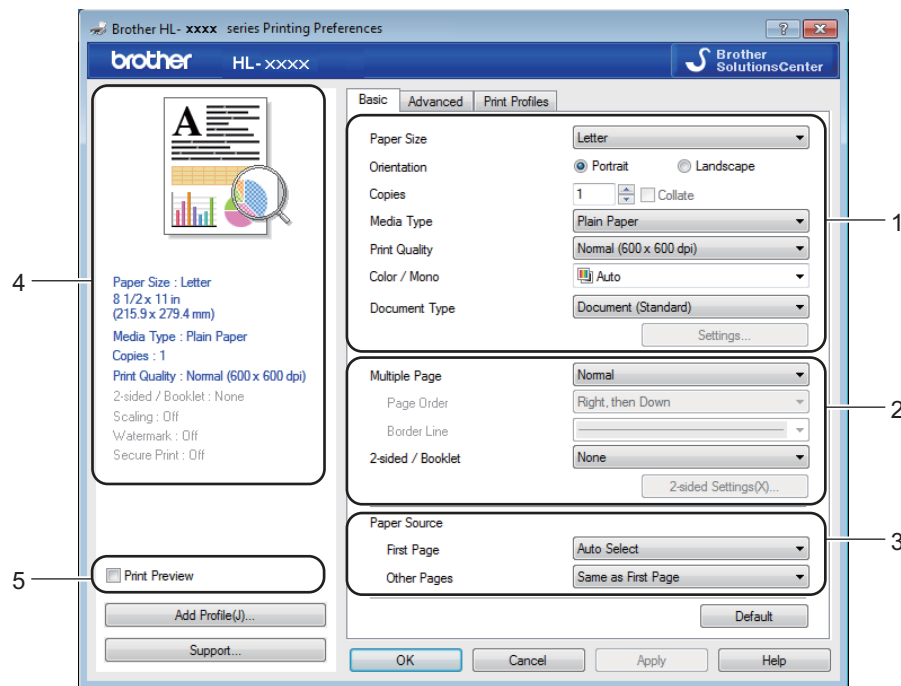 Brother HL- xxxx series Printing Preferences
brother HL-xxxx
Brother
SolutionsCenter
Basic Advanced Print Profiles
A
Paper Size Letter
Orientation Portrait Landscape
Copies 1 Collate
Media Type Plain Paper
Print Quality Normal (600 x 600 dpi)
Color / Mono Auto
Document Type Document (Standard)
Settings...
1
4
Paper Size : Letter
8 1/2 x 11 in
(215.9 x 279.4 mm)
Media Type : Plain Paper
Copies : 1
Print Quality : Normal (600 x 600 dpi)
2-sided / Booklet : None
Scaling : Off
Watermark : Off
Secure Print : Off
Multiple Page Normal
Page Order Right, then Down
Border Line
2-sided / Booklet None
2-sided Settings(X)...
2
Paper Source
First Page Auto Select
Other Pages Same as First Page
3
5
Print Preview
Add Profile(J)...
Support...
Default
OK Cancel Apply Help